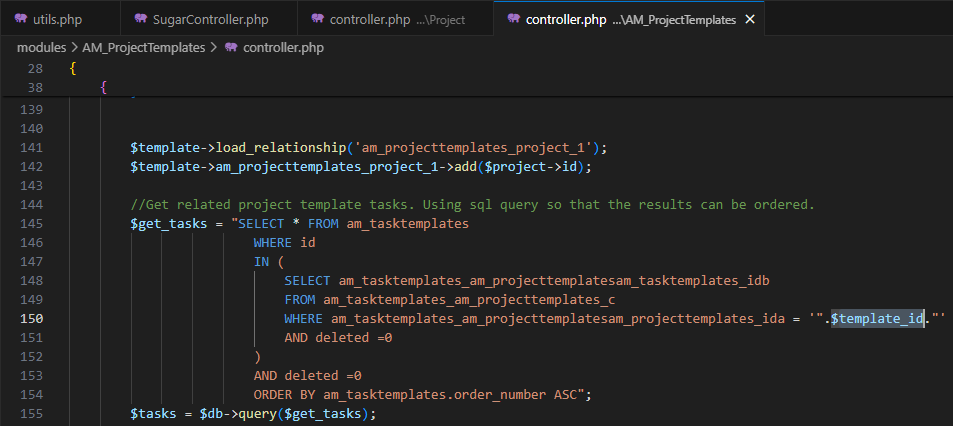 utils.php SugarController.php controller.php ...\Project controller.php ...\AM_ProjectTemplates ×
modules > AM_ProjectTemplates > controller.php
28 {
38 {
139
140
141 $template->load_relationship('am_projecttemplates_project_1');
142 $template->am_projecttemplates_project_1->add($project->id);
143
144 //Get related project template tasks. Using sql query so that the results can be ordered.
145 $get_tasks = "SELECT * FROM am_tasktemplates
146 WHERE id
147 IN (
148 SELECT am_tasktemplates_am_projecttemplatesam_tasktemplates_idb
149 FROM am_tasktemplates_am_projecttemplates_c
150 WHERE am_tasktemplates_am_projecttemplatesam_projecttemplates_ida = '".$template_id."'
151 AND deleted =0
152 )
153 AND deleted =0
154 ORDER BY am_tasktemplates.order_number ASC";
155 $tasks = $db->query($get_tasks);